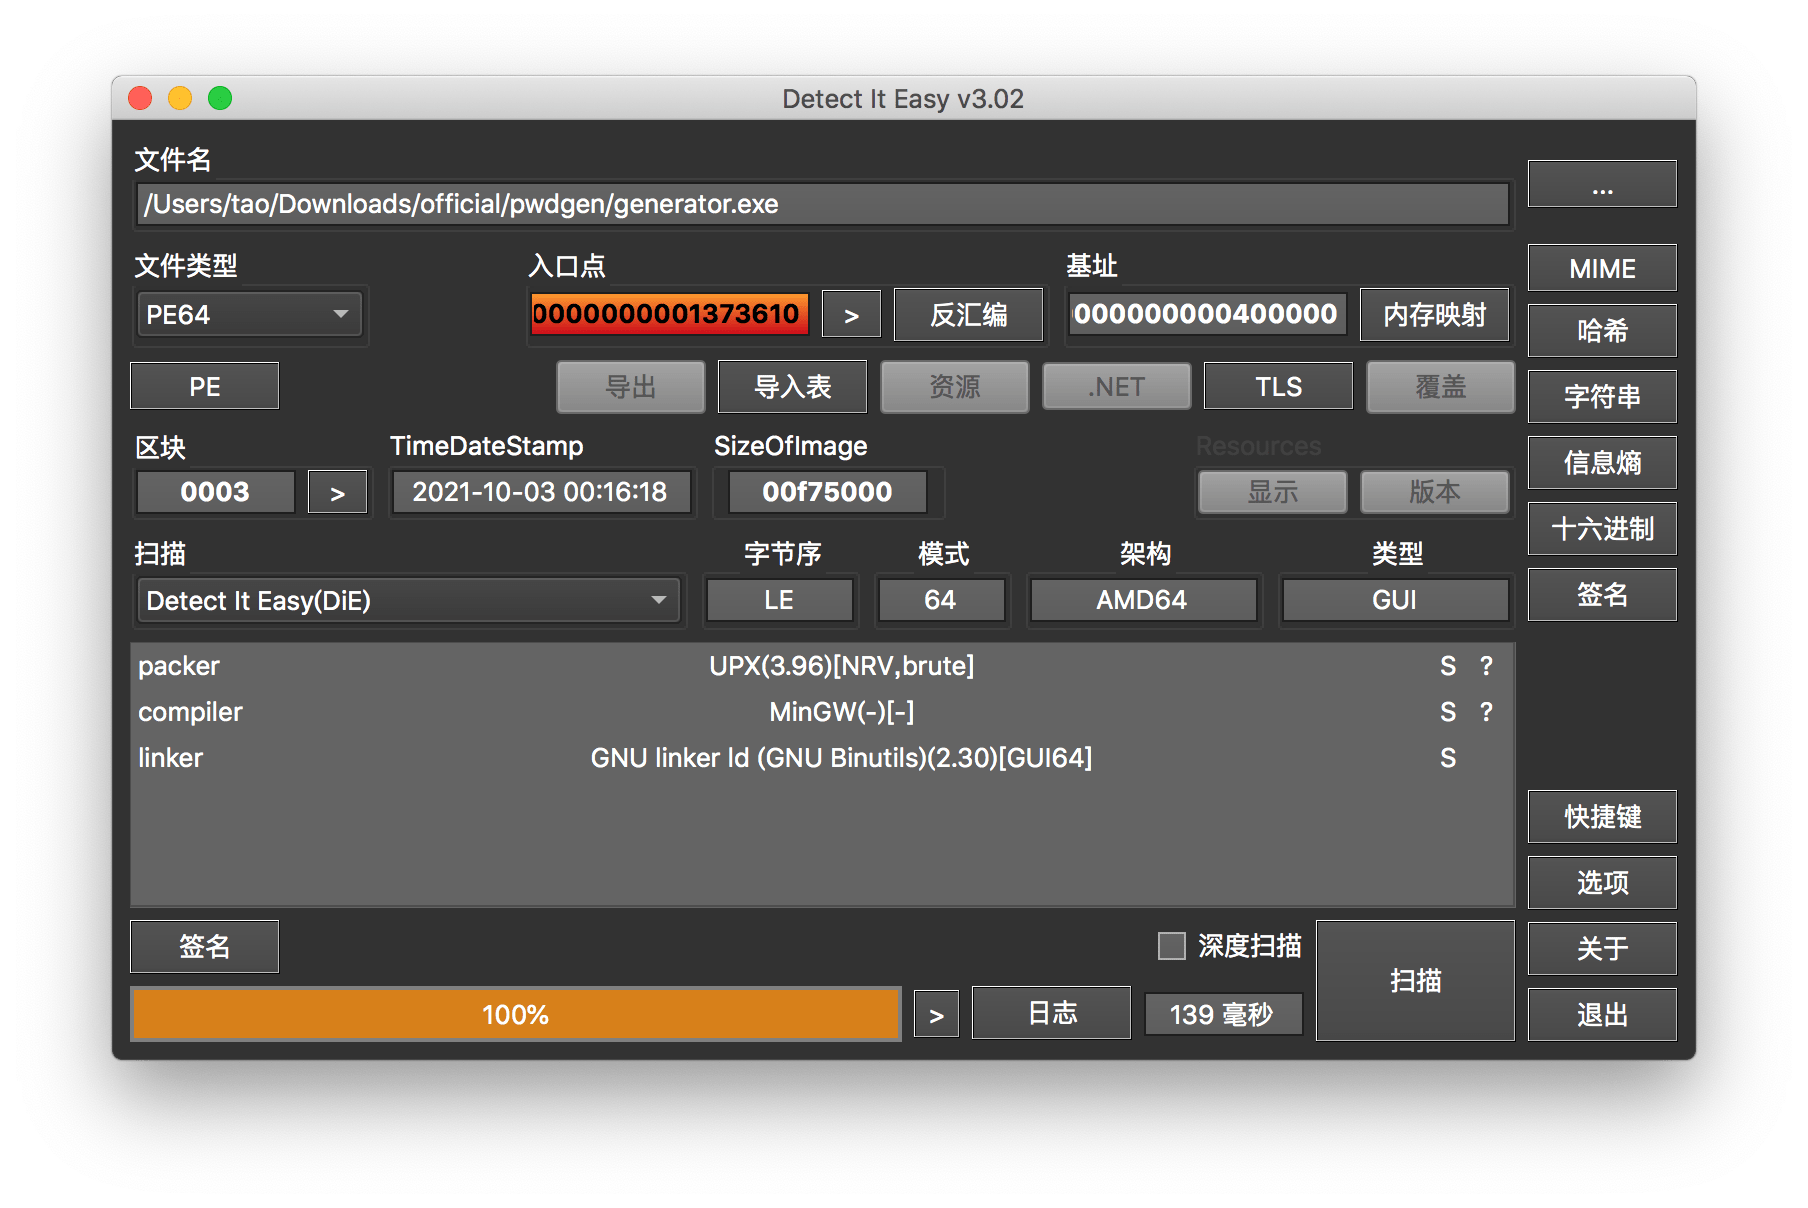 Detect It Easy v3.02
文件名
/Users/tao/Downloads/official/pwdgen/generator.exe
...
文件类型
入口点
基址
PE64
0000000001373610
>
反汇编
000000000400000
内存映射
MIME
哈希
PE
导出
导入表
资源
.NET
TLS
覆盖
字符串
区块
TimeDateStamp
SizeOfImage
Resources
0003
>
2021-10-03 00:16:18
00f75000
显示
版本
信息熵
十六进制
扫描
字节序
模式
架构
类型
Detect It Easy(DiE)
LE
64
AMD64
GUI
签名
packer
UPX(3.96)[NRV,brute]
S ?
compiler
MinGW(-)[-]
S ?
linker
GNU linker ld (GNU Binutils)(2.30)[GUI64]
S
快捷键
选项
签名
深度扫描
扫描
关于
100%
>
日志
139 毫秒
退出